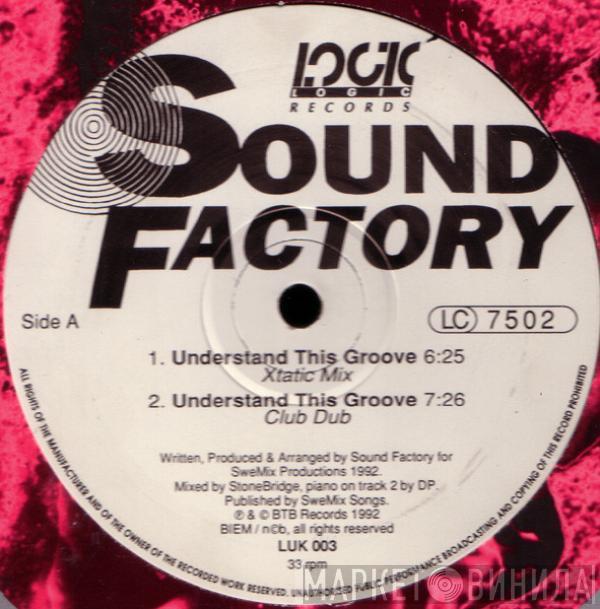 LOGIC
LOGIC
RECORDS
SOUND
FACTORY
Side A
LC 7502
1. Understand This Groove 6:25
Xtatic Mix
2. Understand This Groove 7:26
Club Dub
Written, Produced & Arranged by Sound Factory for
SweMix Productions 1992.
Mixed by StoneBridge, piano on track 2 by DP.
Published by SweMix Songs.
℗ & © BTB Records 1992
BIEM / n©b, all rights reserved
LUK 003
33 rpm
ALL RIGHTS OF THE MANUFACTURER AND OF THE OWNER OF THE RECORDED WORK RESERVED. UNAUTHORISED PUBLIC PERFORMANCE BROADCASTING AND COPYING OF THIS RECORD PROHIBITED
МАРКЕТ ВИНИЛА